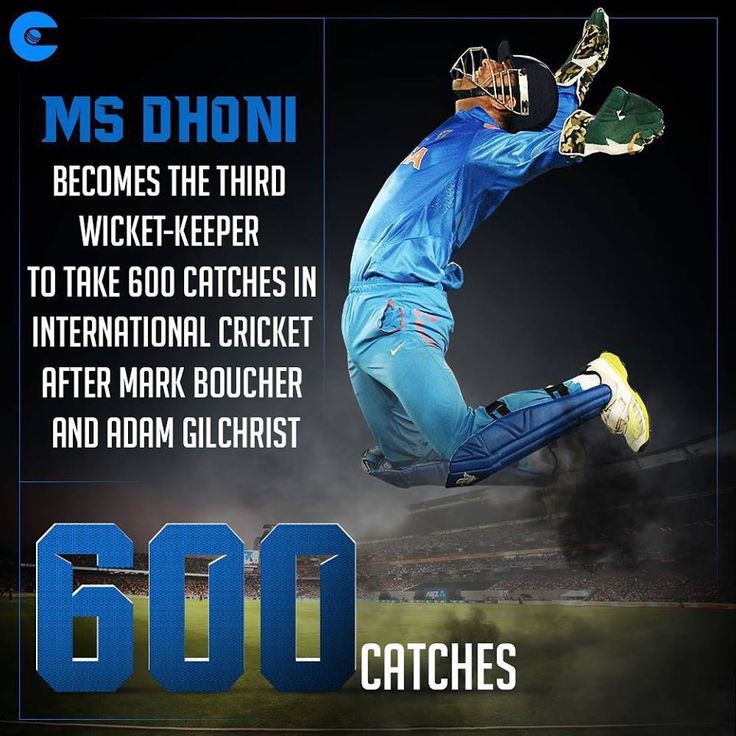 MS DHONI
BECOMES THE THIRD
WICKET-KEEPER
TO TAKE 600 CATCHES IN
INTERNATIONAL CRICKET
AFTER MARK BOUCHER
AND ADAM GILCHRIST
600
CATCHES